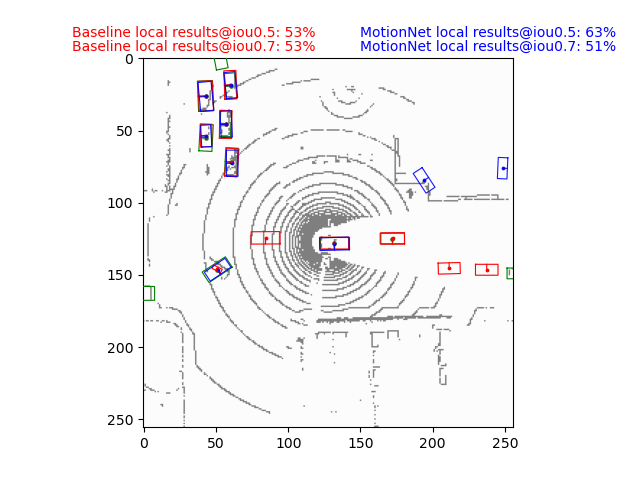 Baseline local results@iou0.5: 53% MotionNet local results@iou0.5: 63%
Baseline local results@iou0.7: 53% MotionNet local results@iou0.7: 51%
0
50
100
150
200
250
0 50 100 150 200 250